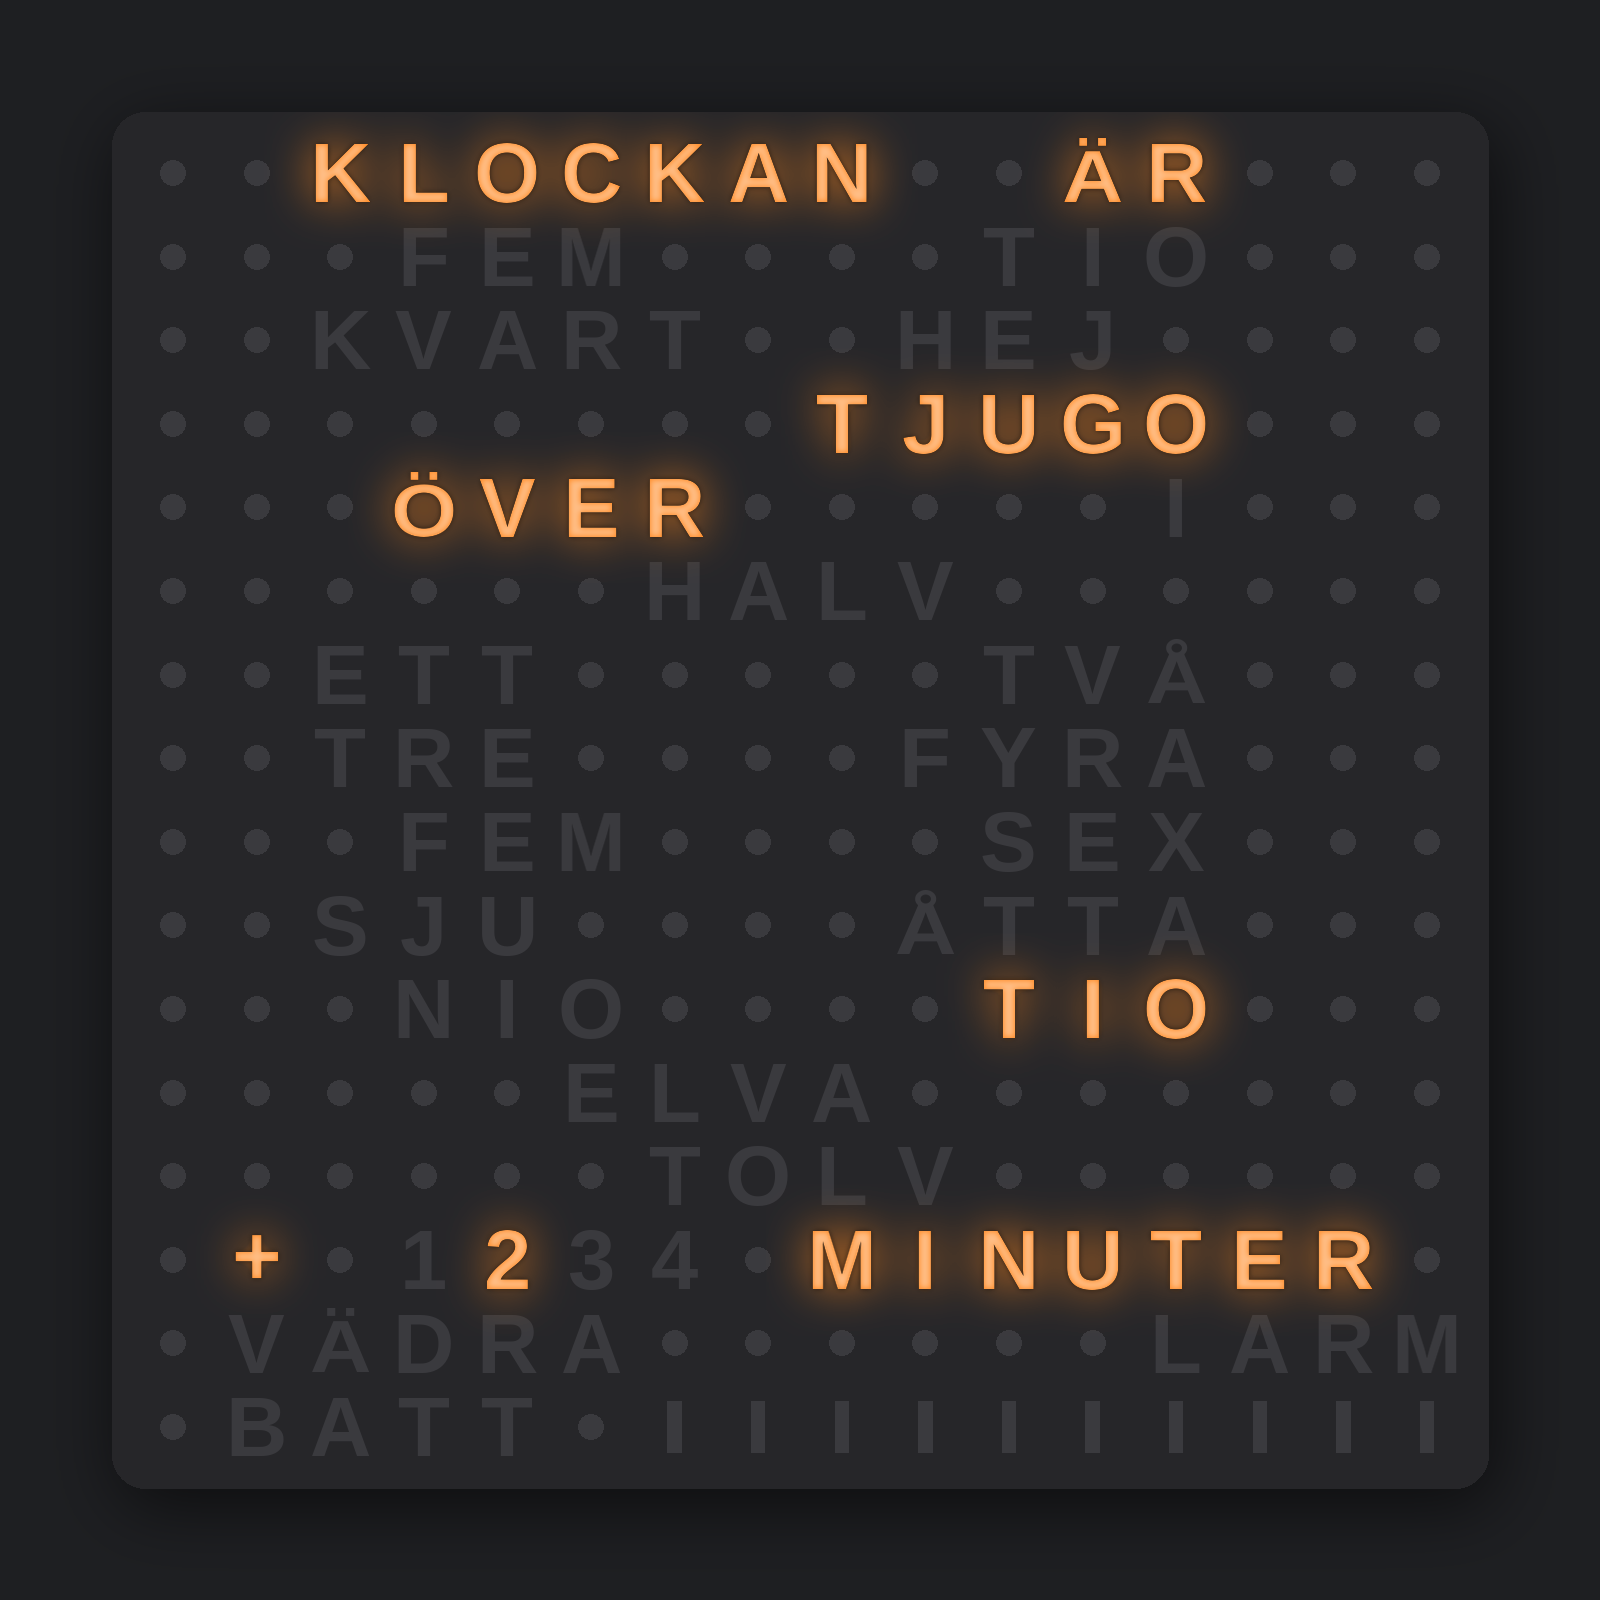 KLOCKAN ÄR
FEM TIO
KVART HEJ
TJUGO
ÖVER I
HALV
ETT TVÅ
TRE FYRA
FEM SEX
SJU ÅTTA
NIO TIO
ELVA
TOLV
+ 1 2 3 4 MINUTER
VÄDRA LARM
BATT I I I I I I I I I I